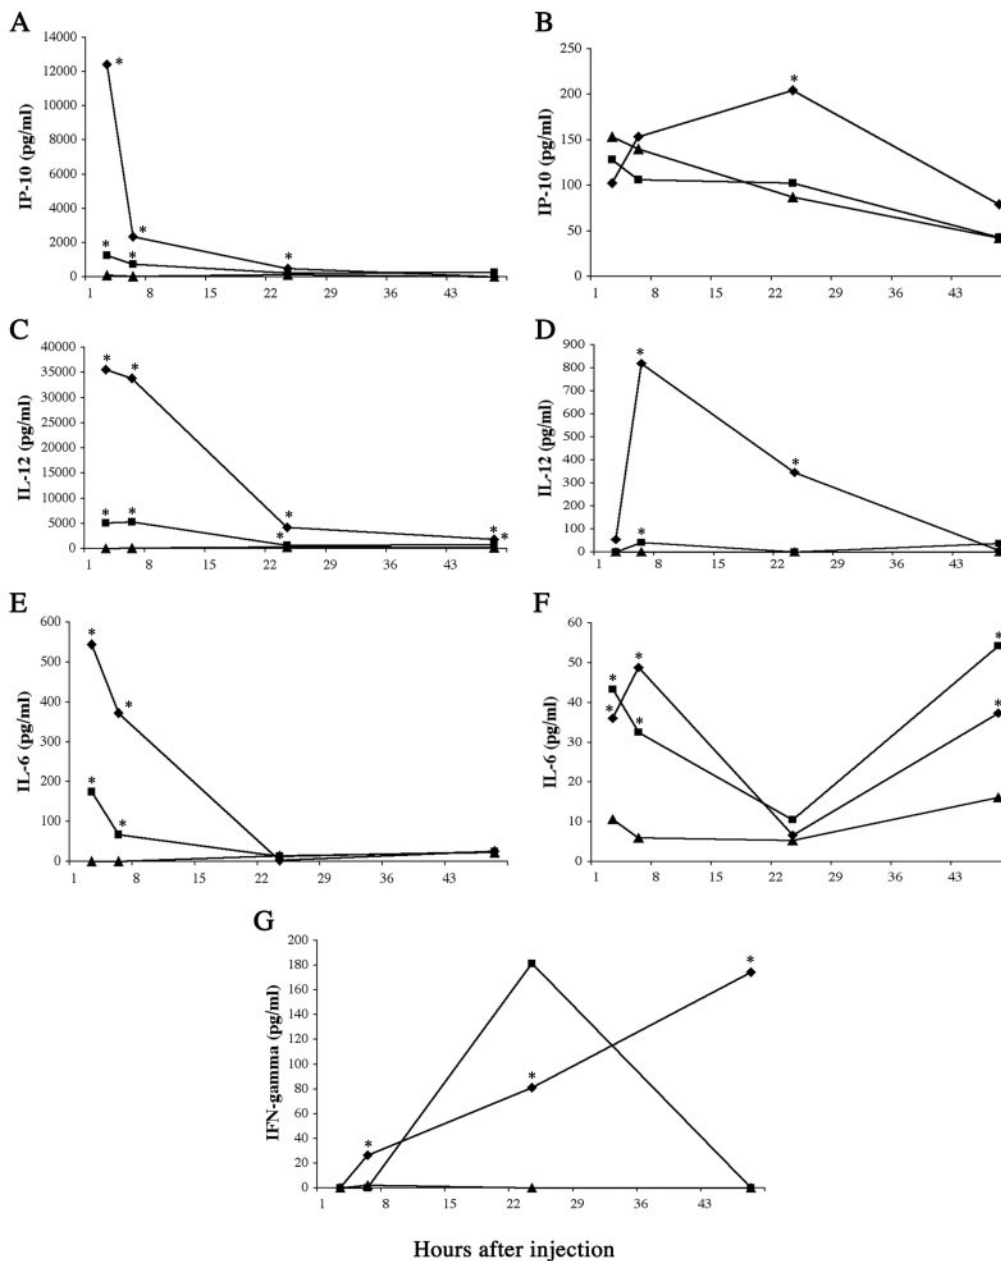 A
IP-10 (pg/ml)
14000
12000
10000
8000
6000
4000
2000
0
* * * * *
1 8 15 22 29 36 43
B
IP-10 (pg/ml)
250
200
150
100
50
0
*
1 8 15 22 29 36 43
C
IL-12 (pg/ml)
40000
35000
30000
25000
20000
15000
10000
5000
0
* * * * * * * *
1 8 15 22 29 36 43
D
IL-12 (pg/ml)
900
800
700
600
500
400
300
200
100
0
* * *
1 8 15 22 29 36 43
E
IL-6 (pg/ml)
600
500
400
300
200
100
0
* * * *
1 8 15 22 29 36 43
F
IL-6 (pg/ml)
60
50
40
30
20
10
0
* * * * * *
1 8 15 22 29 36 43
G
IFN-gamma (pg/ml)
200
180
160
140
120
100
80
60
40
20
0
* * *
1 8 15 22 29 36 43
Hours after injection